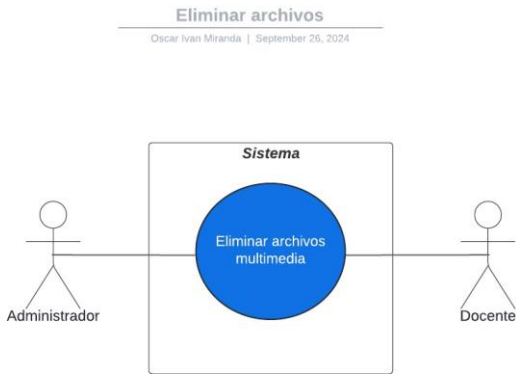 Eliminar archivos
Oscar Ivan Miranda | September 26, 2024
Sistema
Eliminar archivos
multimedia
Administrador
Docente